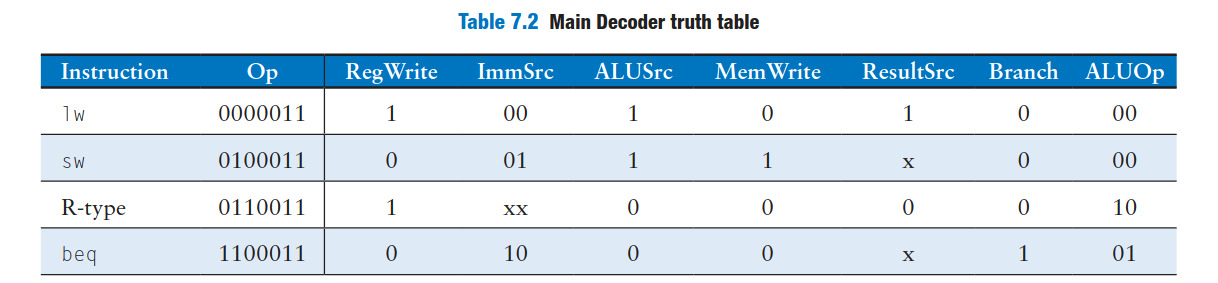 Table 7.2 Main Decoder truth table
Instruction Op RegWrite ImmSrc ALUSrc MemWrite ResultSrc Branch ALUOp
lw 0000011 1 00 1 0 1 0 00
sw 0100011 0 01 1 1 x 0 00
R-type 0110011 1 xx 0 0 0 0 10
beq 1100011 0 10 0 0 x 1 01